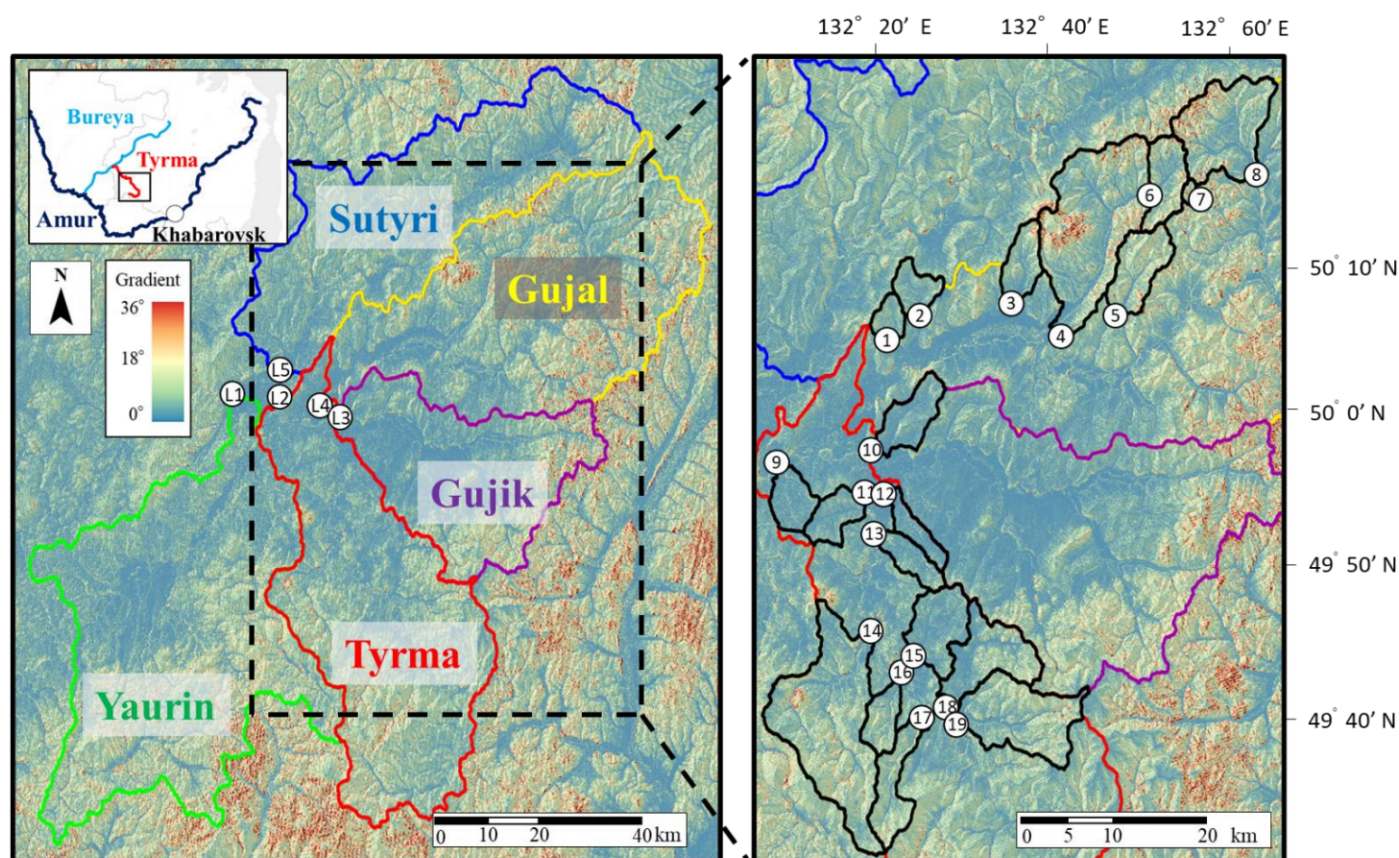 132° 20′ E
132° 40′ E
132° 60′ E
Bureya
Tyrma
Amur
Khabarovsk
N
Gradient
36°
18°
0°
Sutyri
Gujal
L5
L1
L2
L4
L3
Gujik
Tyrma
Yaurin
0 10 20 40 km
8
6
7
50° 10′ N
3
2
5
4
1
50° 0′ N
10
9
11
12
13
49° 50′ N
14
15
16
18
17
19
49° 40′ N
0 5 10 20 km